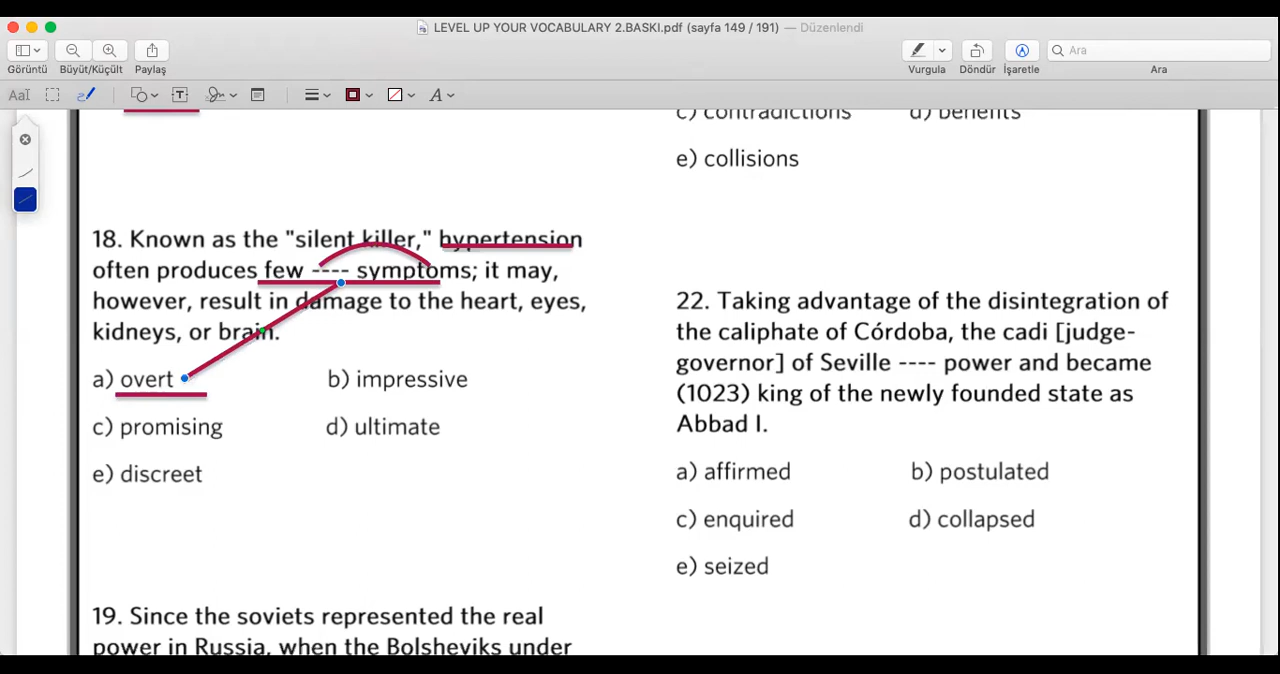 LEVEL UP YOUR VOCABULARY 2.BASKI.pdf (sayfa 149 / 191) — Düzenlendi
Ara
Görüntü Büyüt/Küçült Paylaş Vurgula Döndür İşaretle Ara
AaI T A
c) contradictions d) benefits
e) collisions
18. Known as the "silent killer," hypertension
often produces few ---- symptoms; it may,
however, result in damage to the heart, eyes,
kidneys, or brain.
a) overt b) impressive
c) promising d) ultimate
e) discreet
19. Since the soviets represented the real
power in Russia, when the Bolsheviks under
22. Taking advantage of the disintegration of
the caliphate of Córdoba, the cadi [judge-
governor] of Seville ---- power and became
(1023) king of the newly founded state as
Abbad I.
a) affirmed b) postulated
c) enquired d) collapsed
e) seized